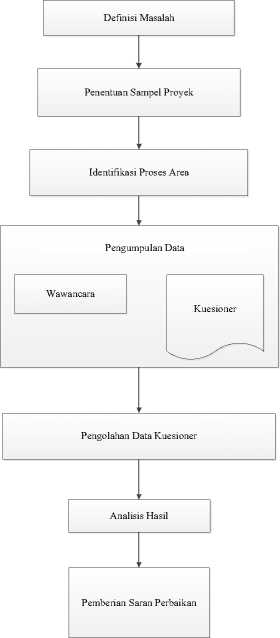 Definisi Masalah
Penentuan Sampel Proyek
Identifikasi Proses Area
Pengumpulan Data
Wawancara
Kuesioner
Pengolahan Data Kuesioner
Analisis Hasil
Pemberian Saran Perbaikan